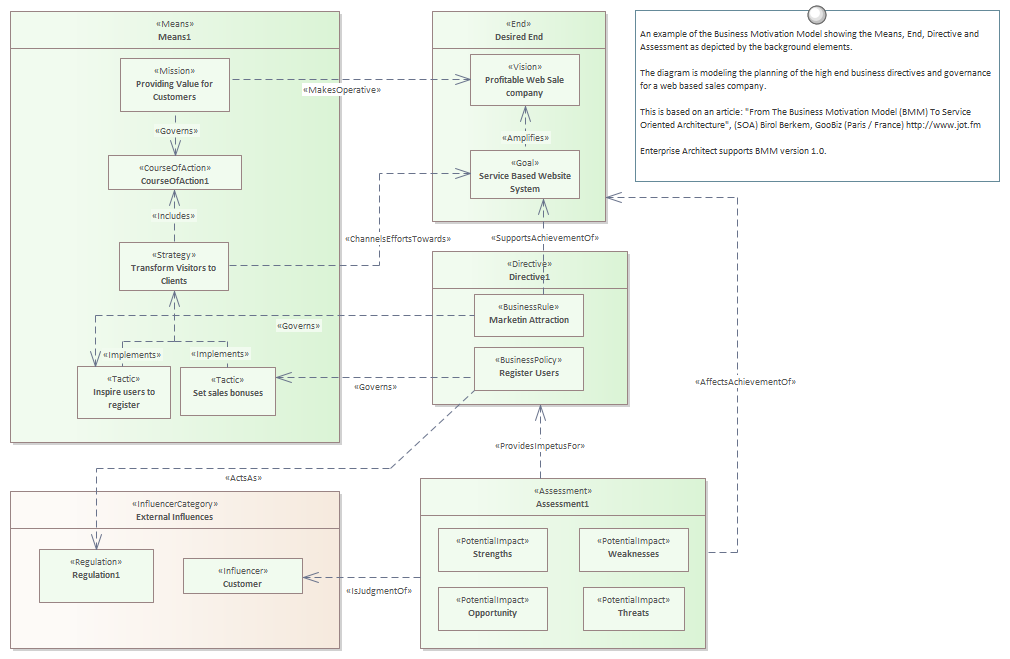 «Means»
Means1
«Mission»
Providing Value for
Customers
«Governs»
«CourseOfAction»
CourseOfAction1
«Includes»
«Strategy»
Transform Visitors to
Clients
«Implements»
«Implements»
«Tactic»
Inspire users to
register
«Tactic»
Set sales bonuses
«MakesOperative»
«ChannelsEffortsTowards»
«Governs»
«Governs»
«End»
Desired End
«Vision»
Profitable Web Sale
company
«Amplifies»
«Goal»
Service Based Website
System
«SupportsAchievementOf»
«Directive»
Directive1
«BusinessRule»
Marketin Attraction
«BusinessPolicy»
Register Users
An example of the Business Motivation Model showing the Means, End, Directive and
Assessment as depicted by the background elements.
The diagram is modeling the planning of the high end business directives and governance
for a web based sales company.
This is based on an article: "From The Business Motivation Model (BMM) To Service
Oriented Architecture", (SOA) Birol Berkem, GooBiz (Paris / France) http://www.jot.fm
Enterprise Architect supports BMM version 1.0.
«AffectsAchievementOf»
«ProvidesImpetusFor»
«ActsAs»
«InfluencerCategory»
External Influences
«Regulation»
Regulation1
«Influencer»
Customer
«IsJudgmentOf»
«Assessment»
Assessment1
«PotentialImpact»
Strengths
«PotentialImpact»
Weaknesses
«PotentialImpact»
Opportunity
«PotentialImpact»
Threats